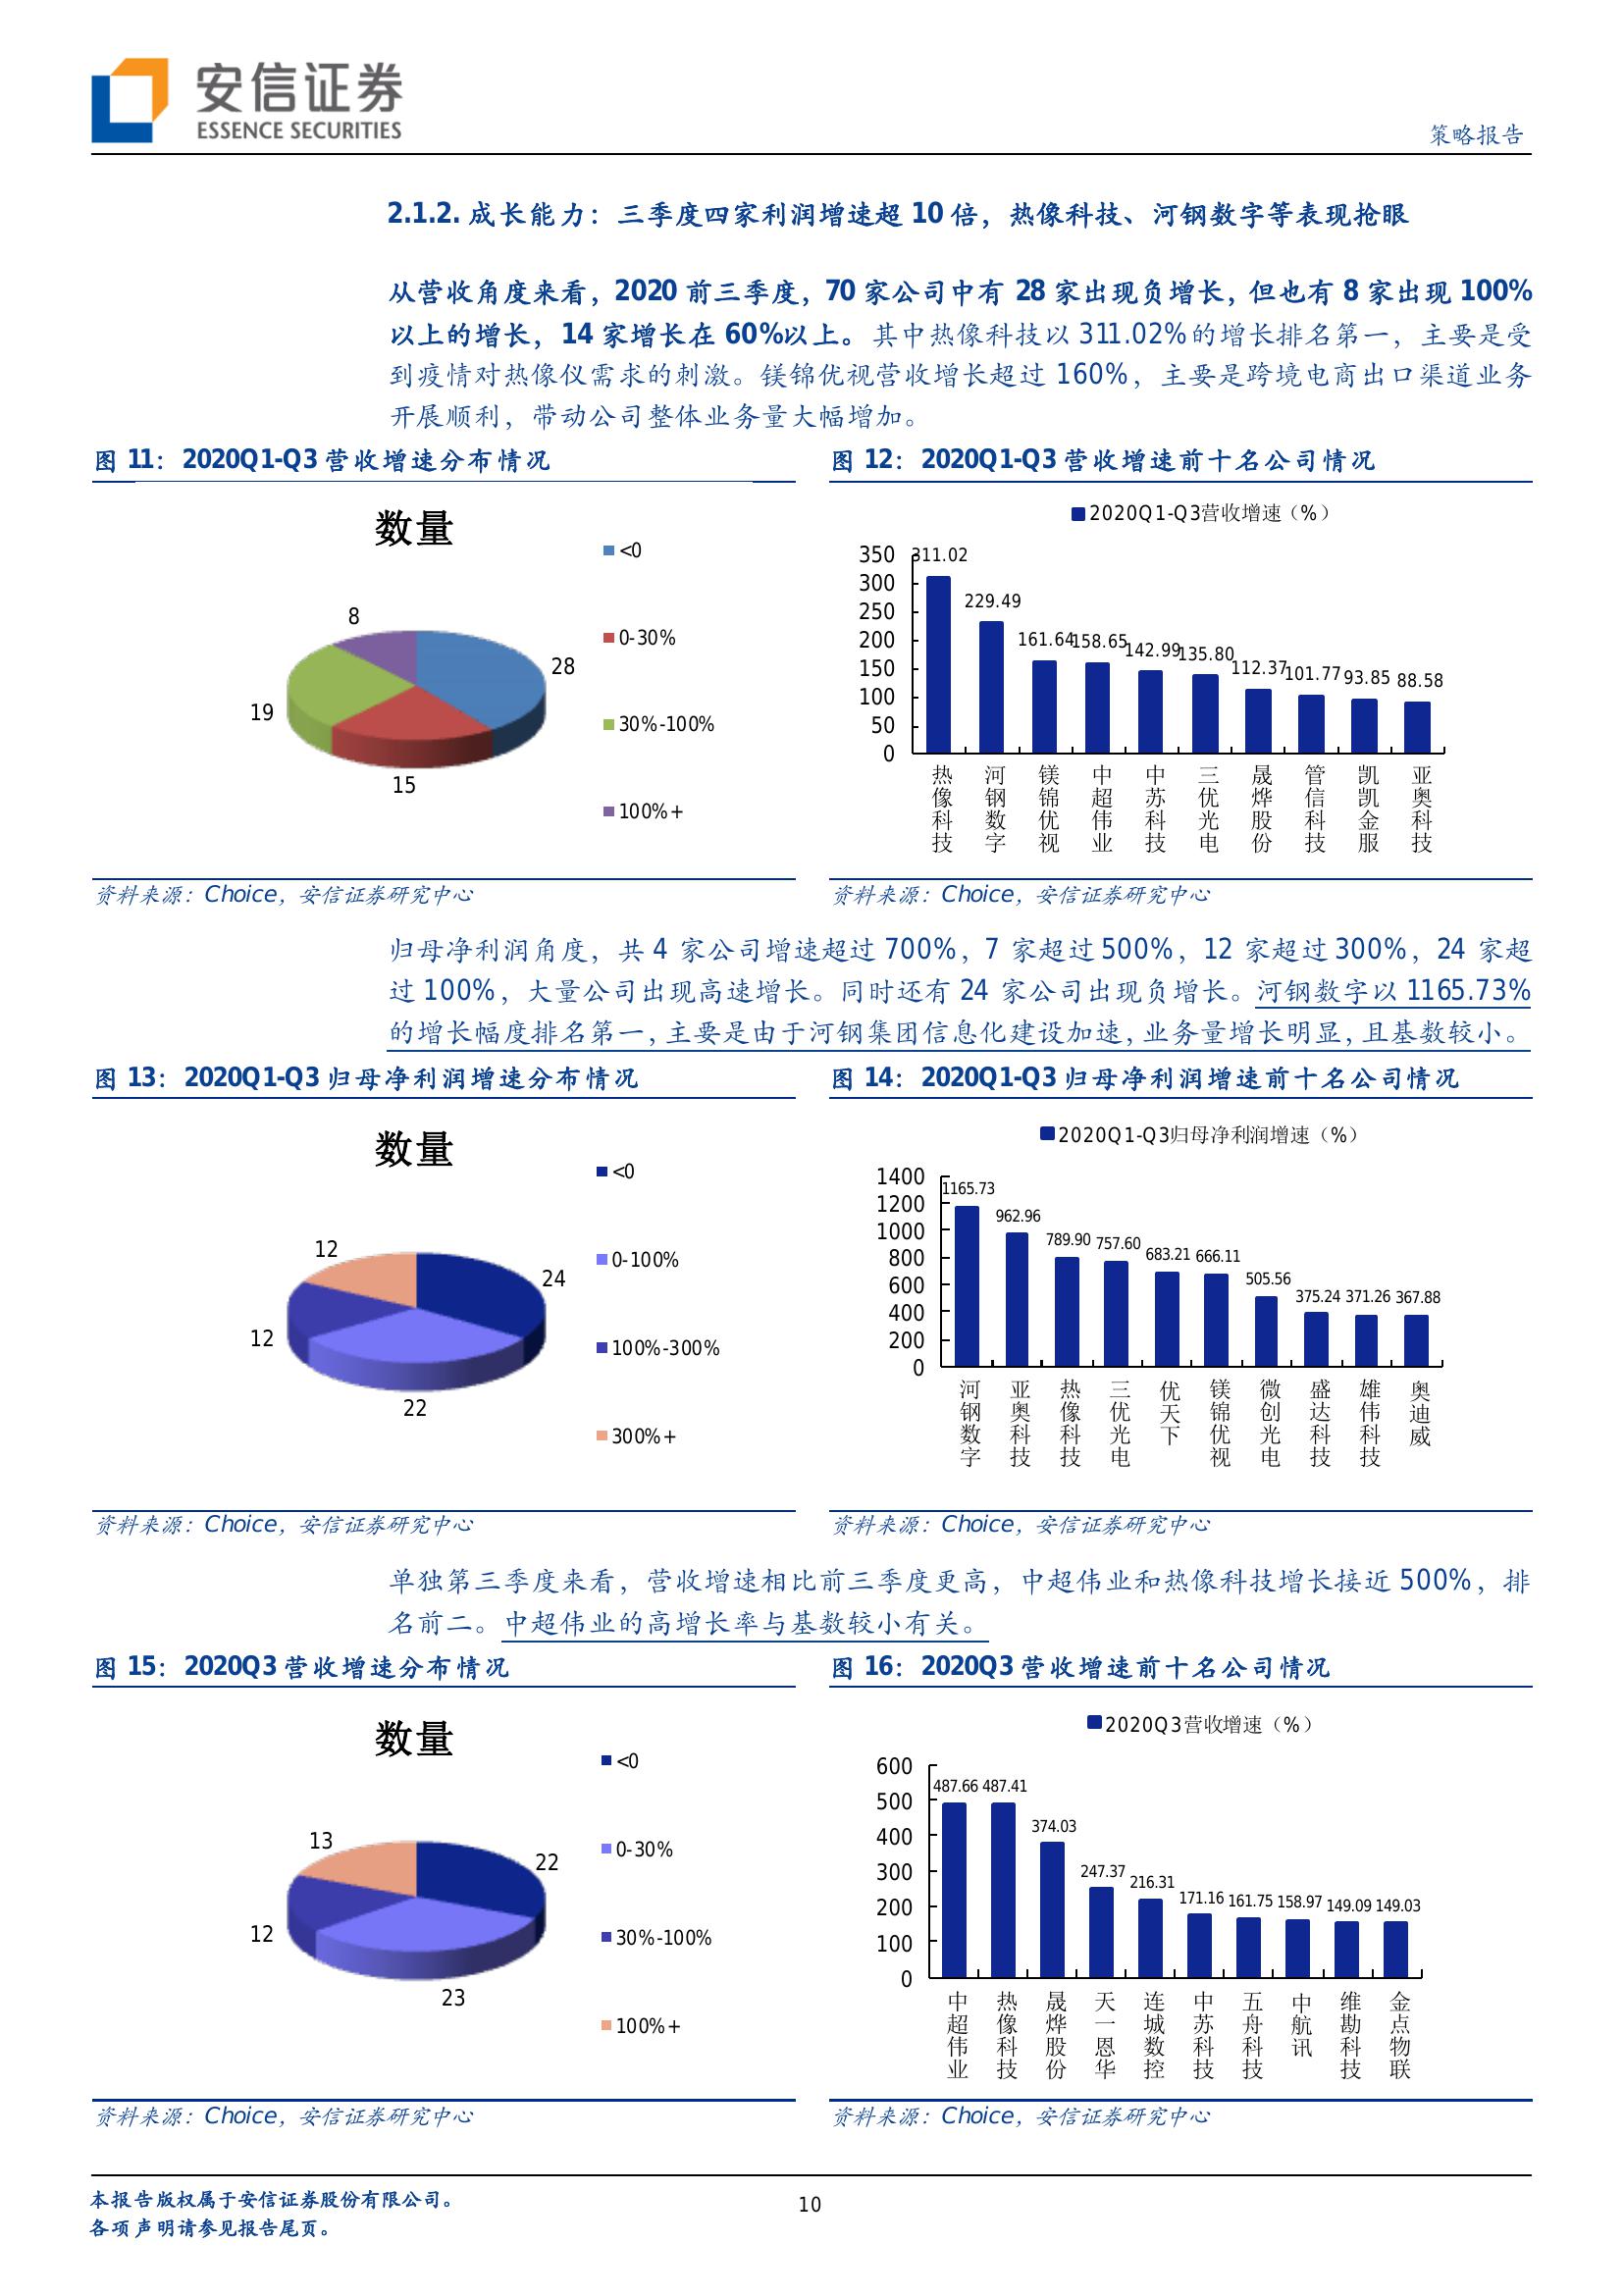 安信证券
ESSENCE SECURITIES
策略报告
2.1.2. 成长能力：三季度四家利润增速超 10 倍，热像科技、河钢数字等表现抢眼
从营收角度来看，2020 前三季度，70 家公司中有 28 家出现负增长，但也有 8 家出现 100%
以上的增长，14 家增长在 60%以上。其中热像科技以 311.02%的增长排名第一，主要是受
到疫情对热像仪需求的刺激。镁锦优视营收增长超过 160%，主要是跨境电商出口渠道业务
开展顺利，带动公司整体业务量大幅增加。
图 11：2020Q1-Q3 营收增速分布情况
数量
<0
0-30%
30%-100%
100%+
8
28
19
15
资料来源：Choice，安信证券研究中心
图 12：2020Q1-Q3 营收增速前十名公司情况
2020Q1-Q3营收增速（%）
350
300
250
200
150
100
50
0
311.02
229.49
161.64
158.65
142.99
135.80
112.37
101.77
93.85
88.58
热像科技
河钢数字
镁锦优视
中超伟业
中苏科技
三优光电
晟烨股份
管信科技
凯凯金服
亚奥科技
资料来源：Choice，安信证券研究中心
归母净利润角度，共 4 家公司增速超过 700%，7 家超过 500%，12 家超过 300%，24 家超
过 100%，大量公司出现高速增长。同时还有 24 家公司出现负增长。河钢数字以 1165.73%
的增长幅度排名第一，主要是由于河钢集团信息化建设加速，业务量增长明显，且基数较小。
图 13：2020Q1-Q3 归母净利润增速分布情况
数量
<0
0-100%
100%-300%
300%+
12
24
12
22
资料来源：Choice，安信证券研究中心
图 14：2020Q1-Q3 归母净利润增速前十名公司情况
2020Q1-Q3归母净利润增速（%）
1400
1200
1000
800
600
400
200
0
1165.73
962.96
789.90
757.60
683.21
666.11
505.56
375.24
371.26
367.88
河钢数字
亚奥科技
热像科技
三优光电
优天下
镁锦优视
微创光电
盛达科技
雄伟科技
奥迪威
资料来源：Choice，安信证券研究中心
单独第三季度来看，营收增速相比前三季度更高，中超伟业和热像科技增长接近 500%，排
名前二。中超伟业的高增长率与基数较小有关。
图 15：2020Q3 营收增速分布情况
数量
<0
0-30%
30%-100%
100%+
13
22
12
23
资料来源：Choice，安信证券研究中心
图 16：2020Q3 营收增速前十名公司情况
2020Q3营收增速（%）
600
500
400
300
200
100
0
487.66
487.41
374.03
247.37
216.31
171.16
161.75
158.97
149.09
149.03
中超伟业
热像科技
晟烨股份
天一恩华
连城数控
中苏科技
五舟科技
中航讯
维勘科技
金点物联
资料来源：Choice，安信证券研究中心
本报告版权属于安信证券股份有限公司。
各项声明请参见报告尾页。
10